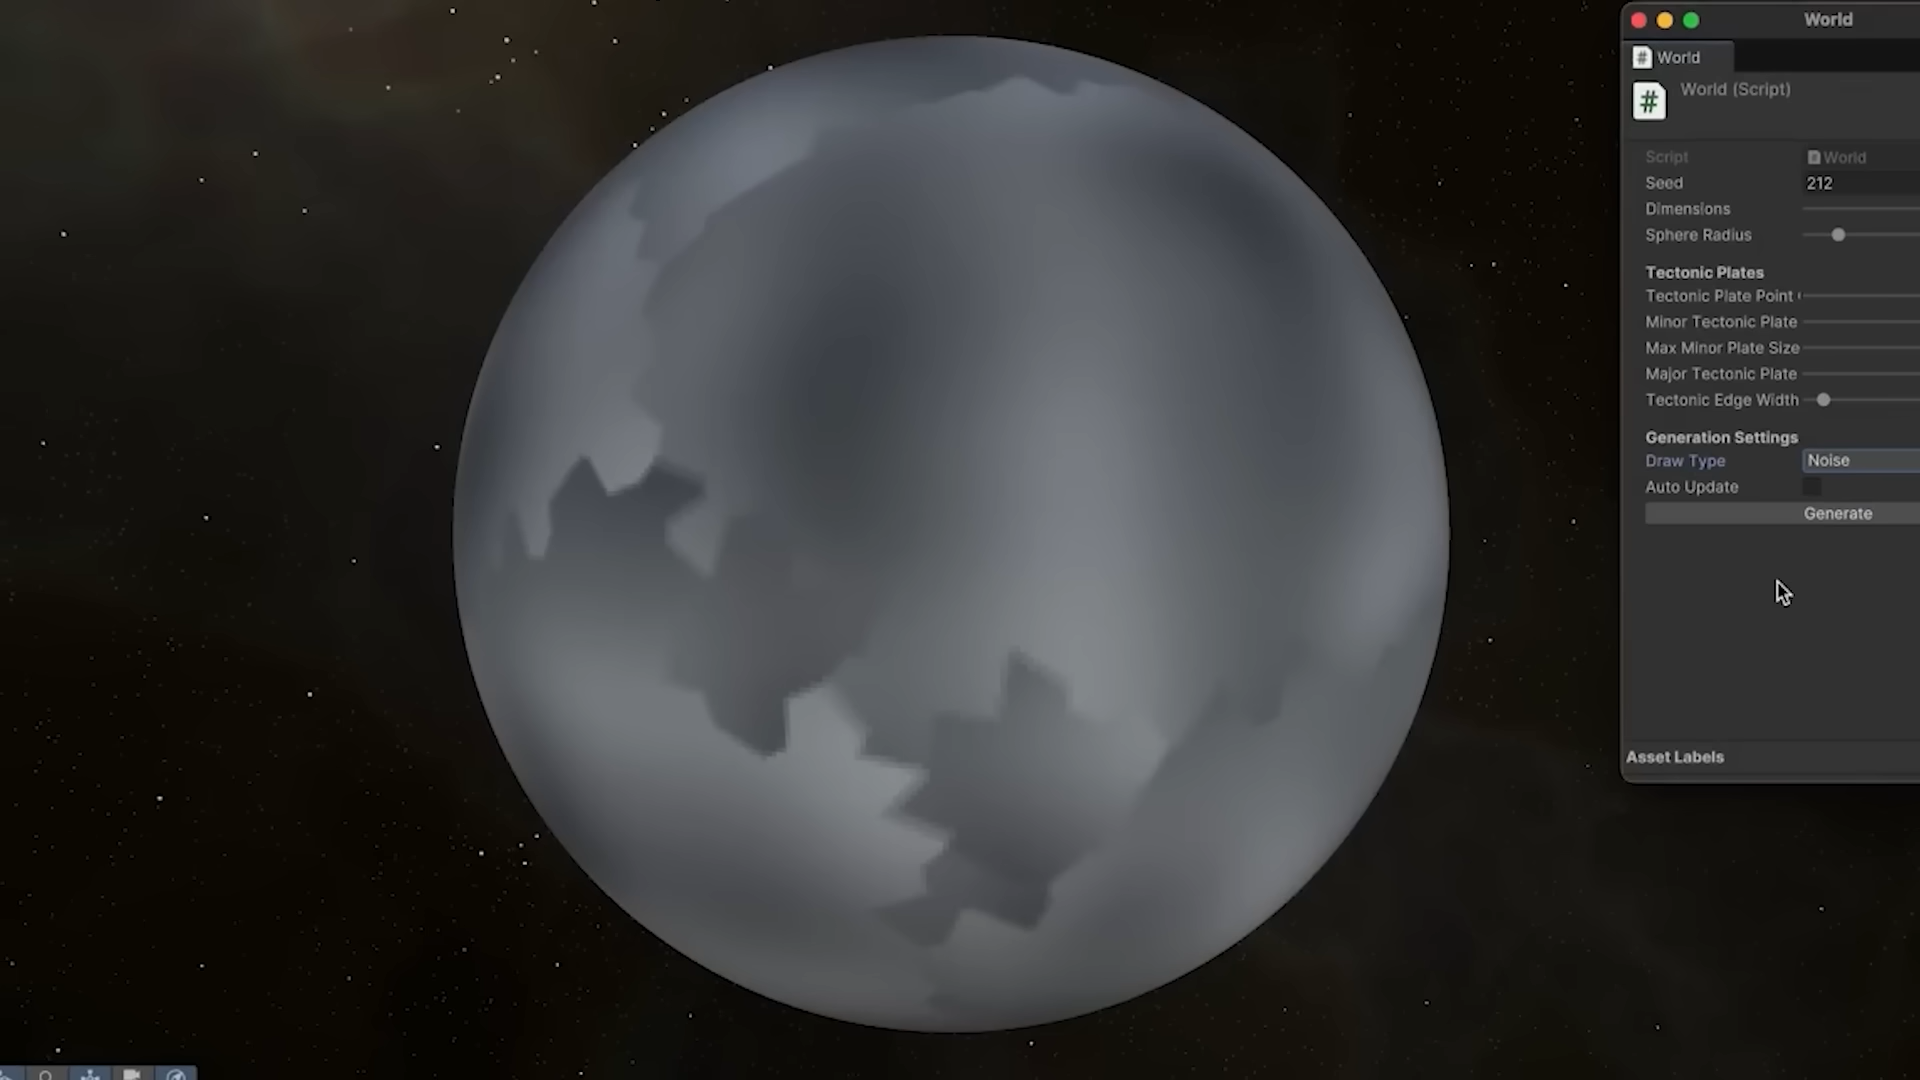 World
# World
# World (Script)
Script World
Seed 212
Dimensions
Sphere Radius
Tectonic Plates
Tectonic Plate Point
Minor Tectonic Plate
Max Minor Plate Size
Major Tectonic Plate
Tectonic Edge Width
Generation Settings
Draw Type Noise
Auto Update
Generate
Asset Labels